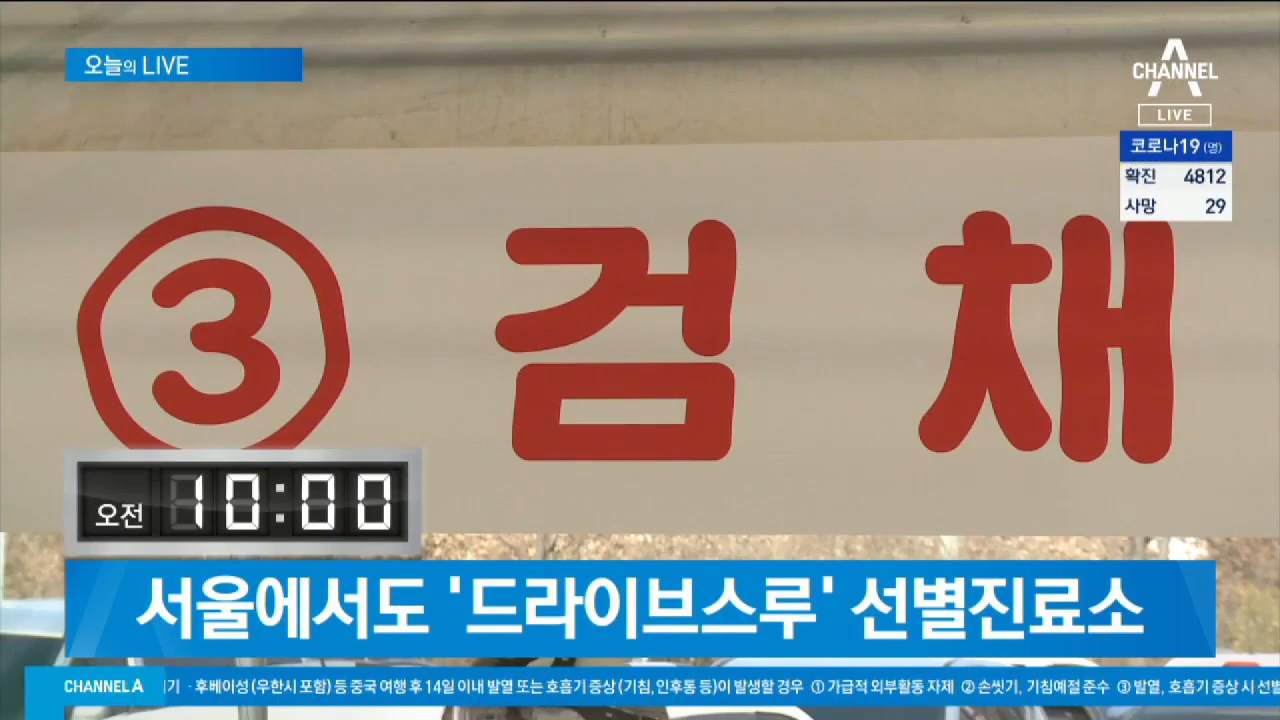 오늘의 LIVE
CHANNEL A
LIVE
코로나19 (명)
확진 4812
사망 29
③ 검 채
오전 10:00
서울에서도 '드라이브스루' 선별진료소
CHANNEL A
기 - 후베이성(우한시 포함) 등 중국 여행 후 14일 이내 발열 또는 호흡기 증상(기침, 인후통 등)이 발생할 경우 ① 가급적 외부활동 자제 ② 손씻기, 기침예절 준수 ③ 발열, 호흡기 증상 시 선별